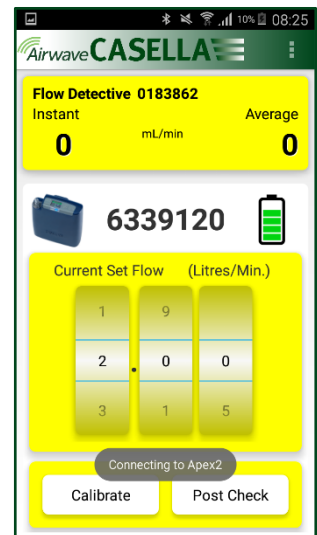 10% 08:25
Airwave CASELLA
Flow Detective 0183862
Instant Average
0 mL/min 0
6339120
Current Set Flow (Litres/Min.)
1 9
2 . 0 0
3 1 5
Connecting to Apex2
Calibrate Post Check